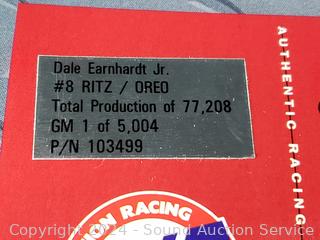 Dale Earnhardt Jr.
#8 RITZ / OREO
Total Production of 77,208
GM 1 of 5,004
P/N 103499
AUTHENTIC RACING
ION RACING
Copyright 2024 - Sound Auction Service